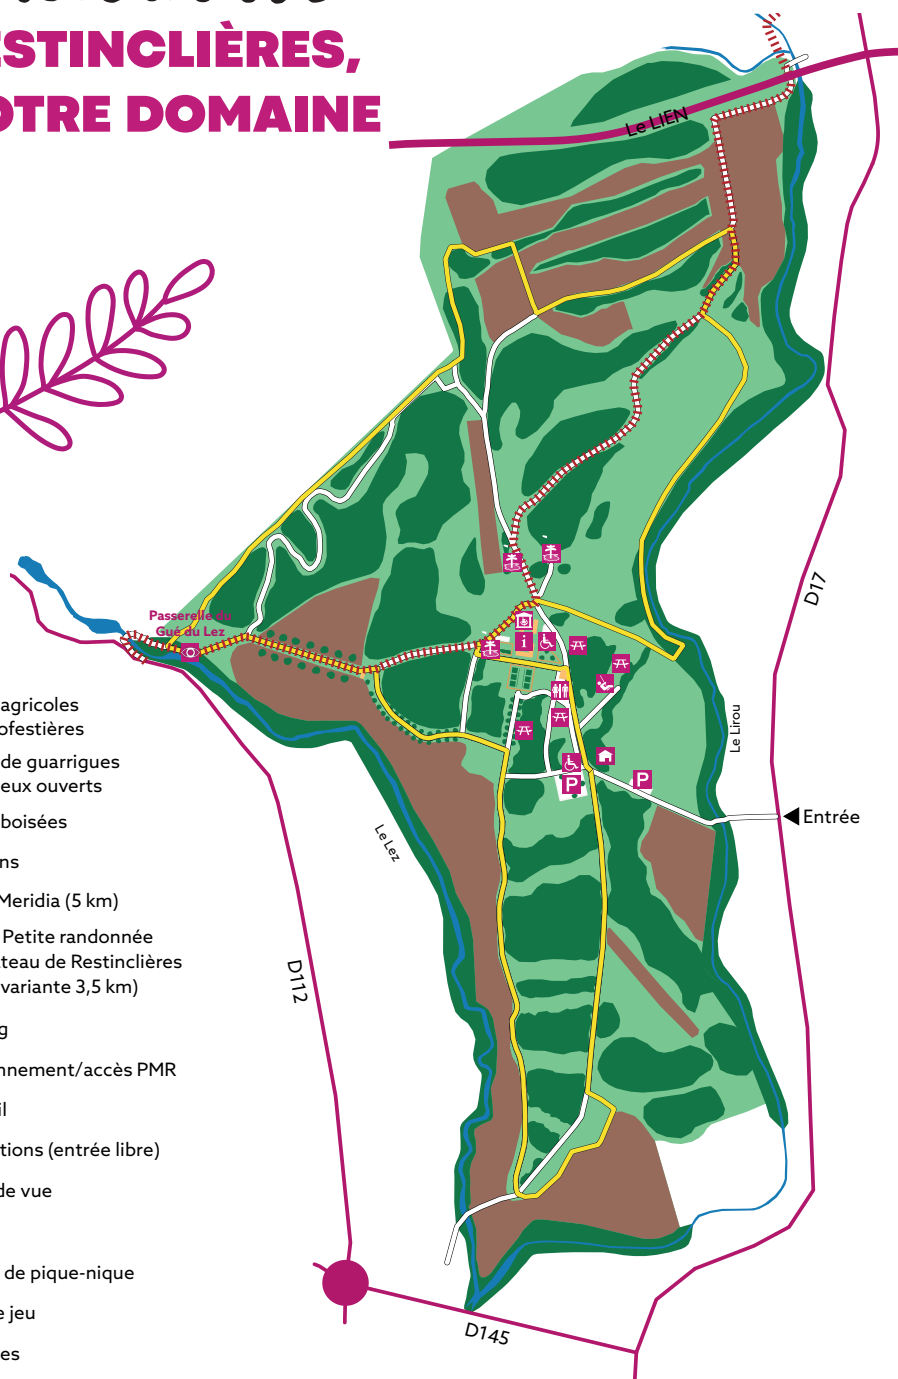 ESTINCLIÈRES,
OTRE DOMAINE
Le LIEN
D17
Passerelle du
Gué du Lez
agricoles
ofestières
de guarrigues
eux ouverts
boisées
ns
Meridia (5 km)
Petite randonnée
teau de Restinclières
variante 3,5 km)
g
nnement/accès PMR
il
tions (entrée libre)
de vue
de pique-nique
e jeu
es
Le Lirou
Entrée
Le Lez
D112
D145
i
P
P